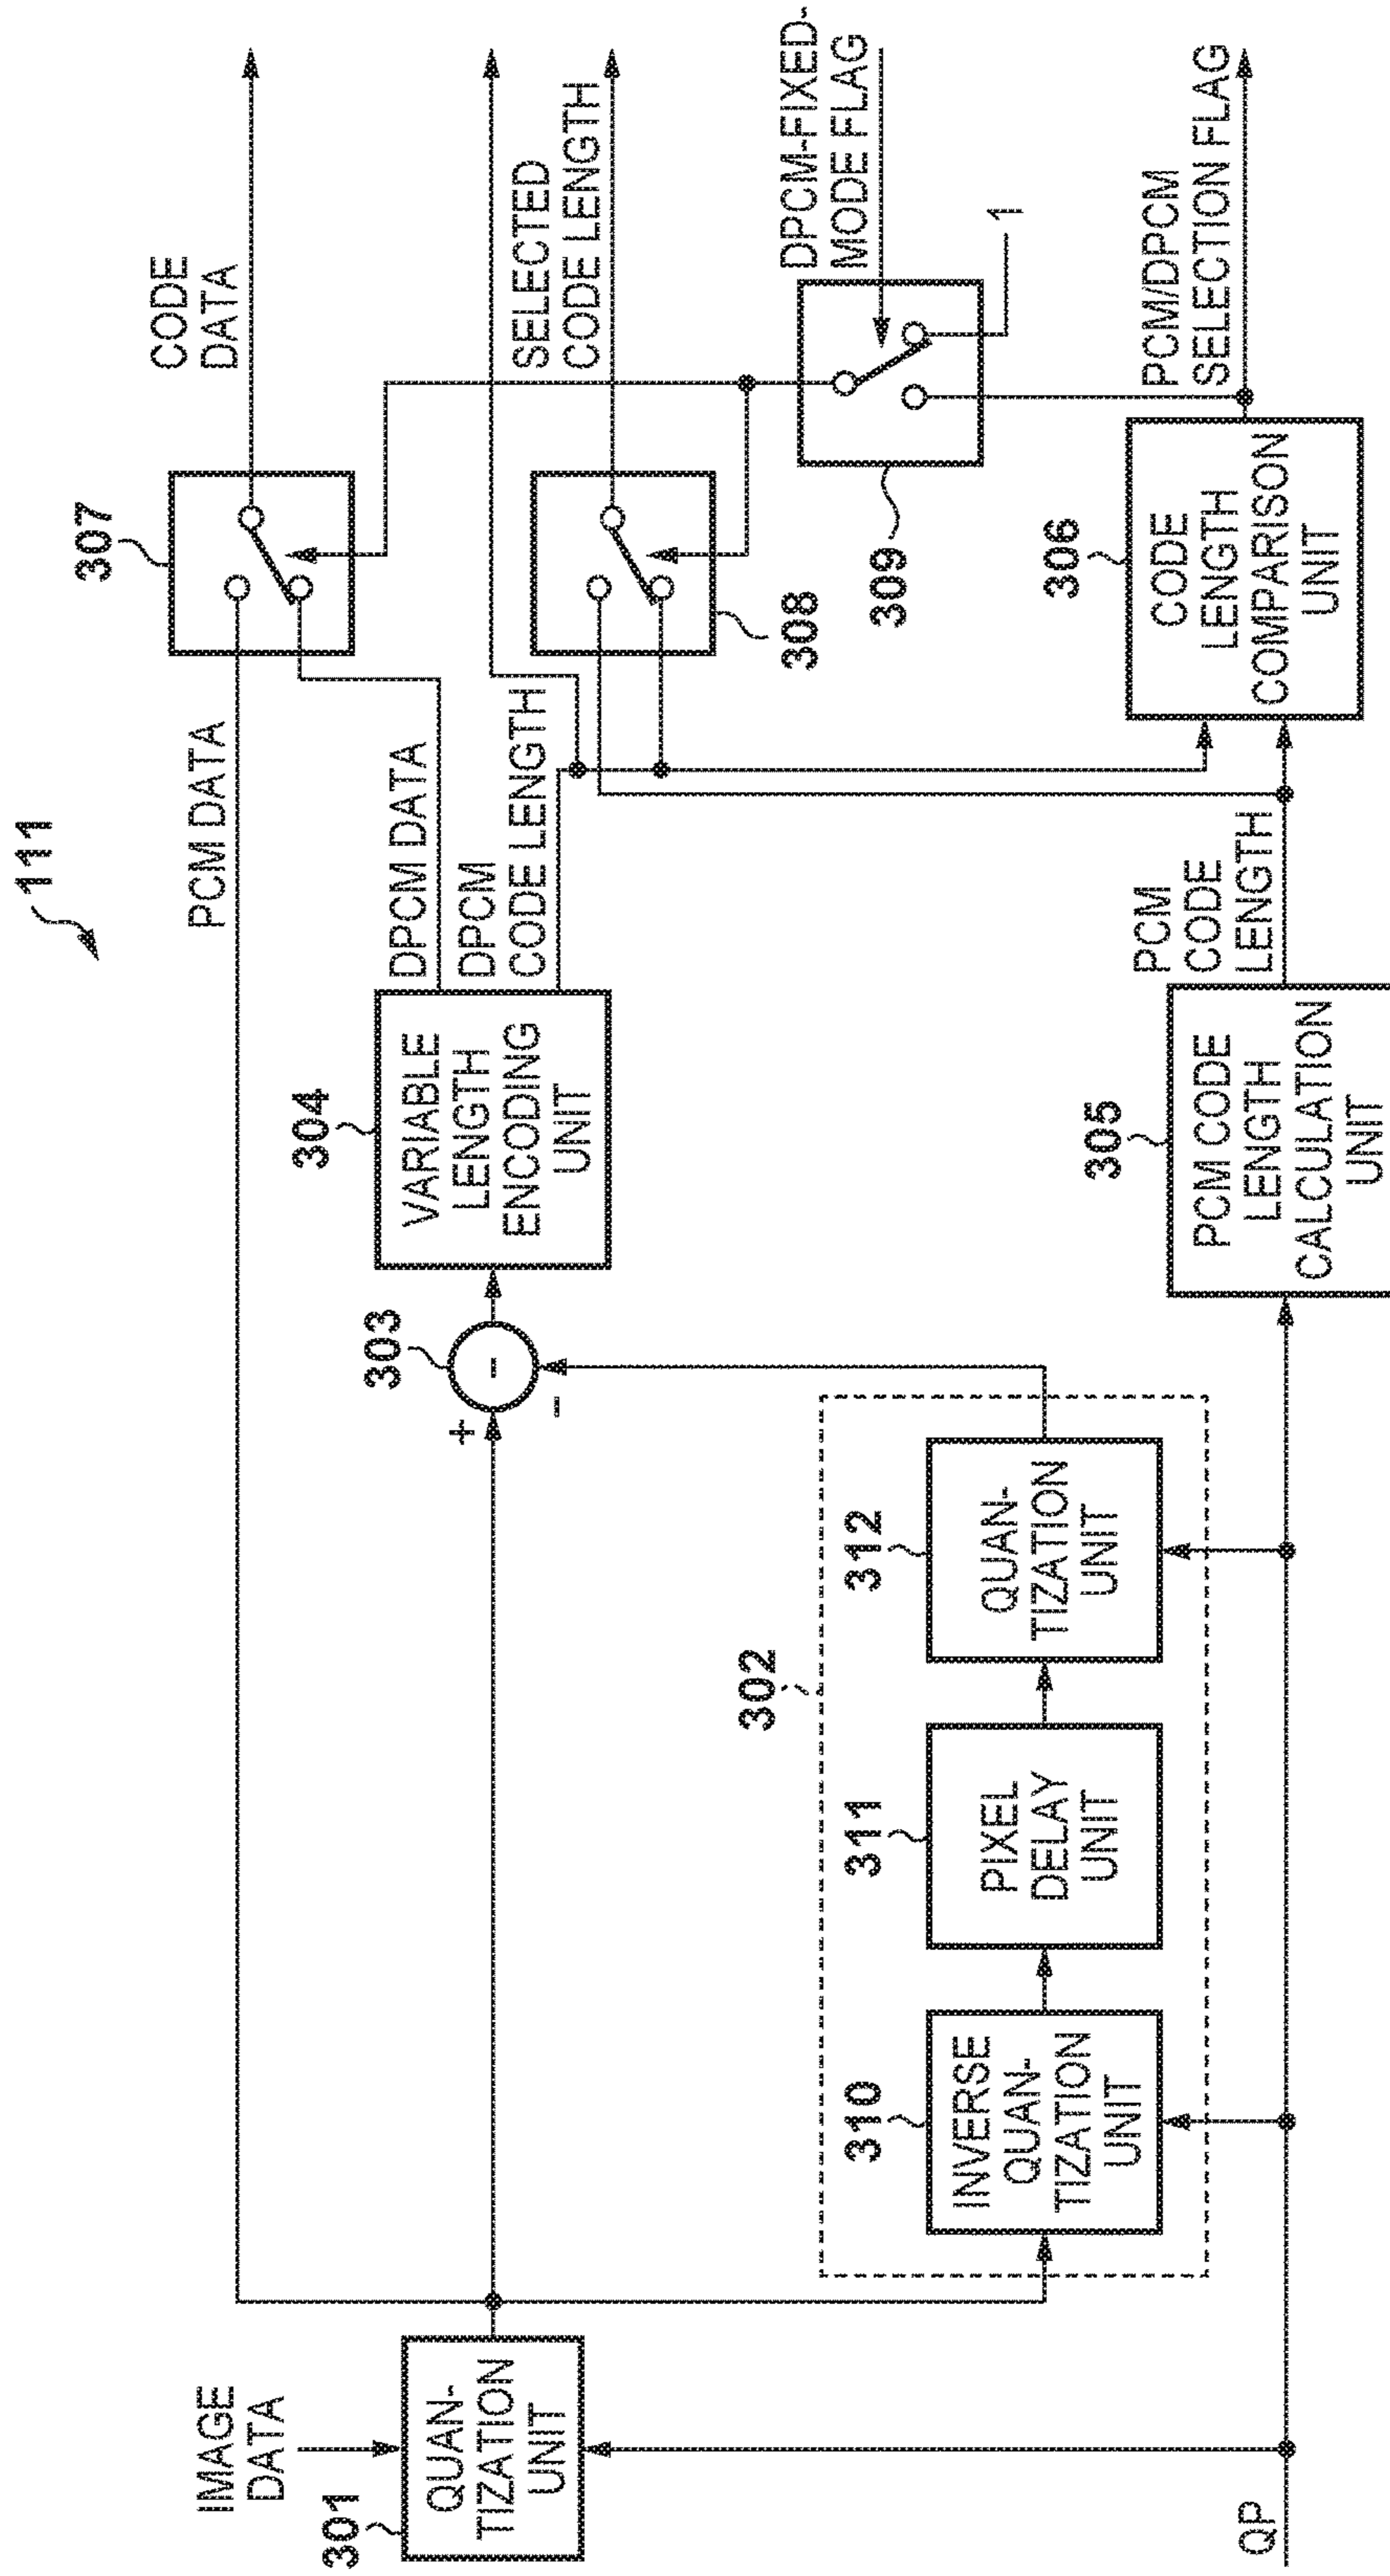 111
IMAGE
DATA
301
QUAN-
TIZATION
UNIT
QP
PCM DATA
302
310
INVERSE
QUAN-
TIZATION
UNIT
311
PIXEL
DELAY
UNIT
312
QUAN-
TIZATION
UNIT
303
+
-
-
304
VARIABLE
LENGTH
ENCODING
UNIT
DPCM DATA
DPCM
CODE LENGTH
305
PCM CODE
LENGTH
CALCULATION
UNIT
PCM
CODE
LENGTH
307
CODE
DATA
308
SELECTED
CODE LENGTH
309
DPCM-FIXED-
MODE FLAG
1
306
CODE
LENGTH
COMPARISON
UNIT
PCM/DPCM
SELECTION FLAG